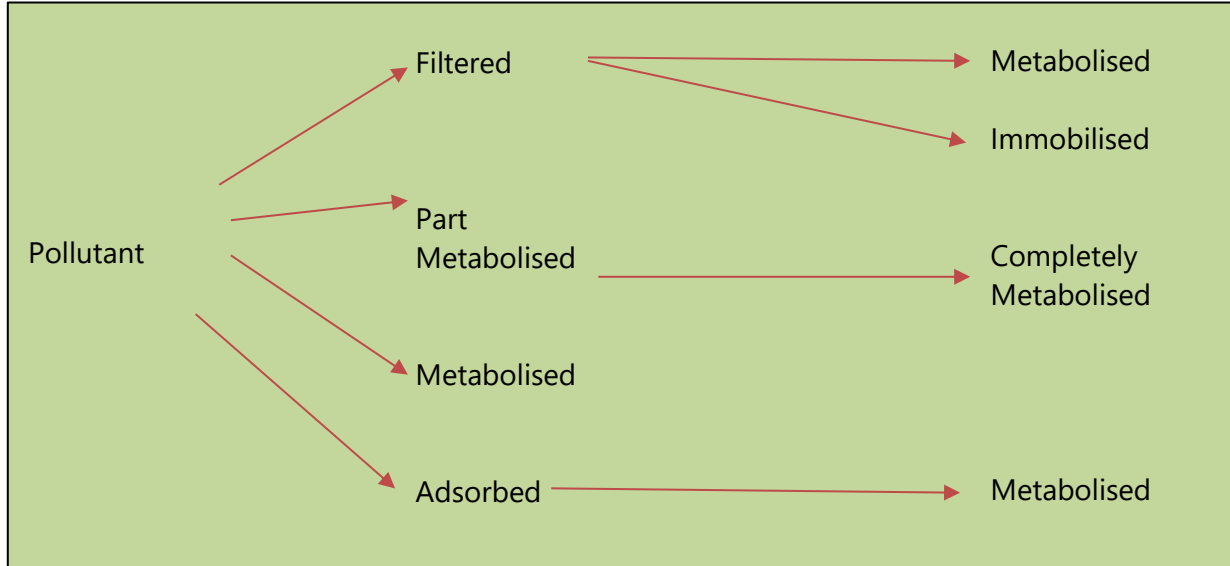 Filtered
Metabolised
Immobilised
Pollutant
Part
Metabolised
Completely
Metabolised
Metabolised
Adsorbed
Metabolised